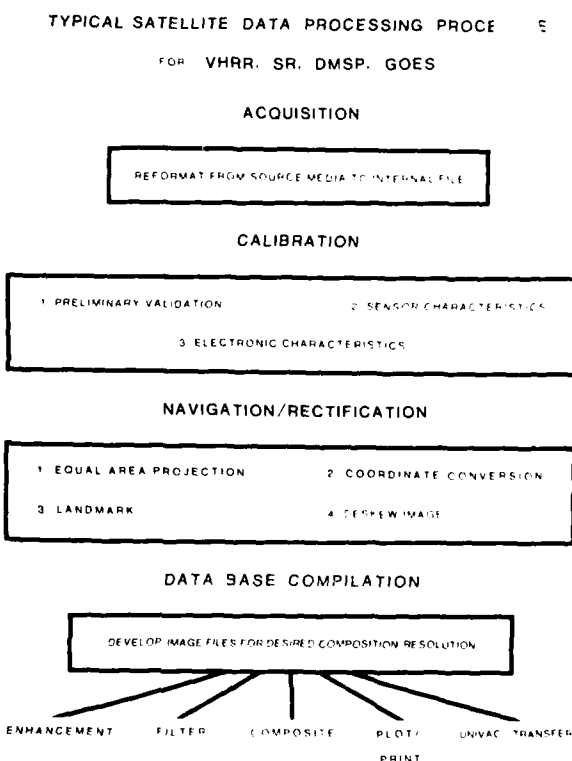 TYPICAL SATELLITE DATA PROCESSING
FOR VHRR, SR, DMSP, GOES
ACQUISITION
REFORMAT FROM SOURCE MEDIA TO INTERNAL FILE
CALIBRATION
1 PRELIMINARY VALIDATION 2 SENSOR CHARACTERISTICS
3 ELECTRONIC CHARACTERISTICS
NAVIGATION/RECTIFICATION
1 EQUAL AREA PROJECTION 2 COORDINATE CONVERSION
3 LANDMARK 4 DESKEW IMAGE
DATA BASE COMPILATION
DEVELOP IMAGE FILES FOR DESIRED COMPOSITION RESOLUTION
ENHANCEMENT FILTER COMPOSITE PLOT/ UNIVAC TRANSFER
PRINT